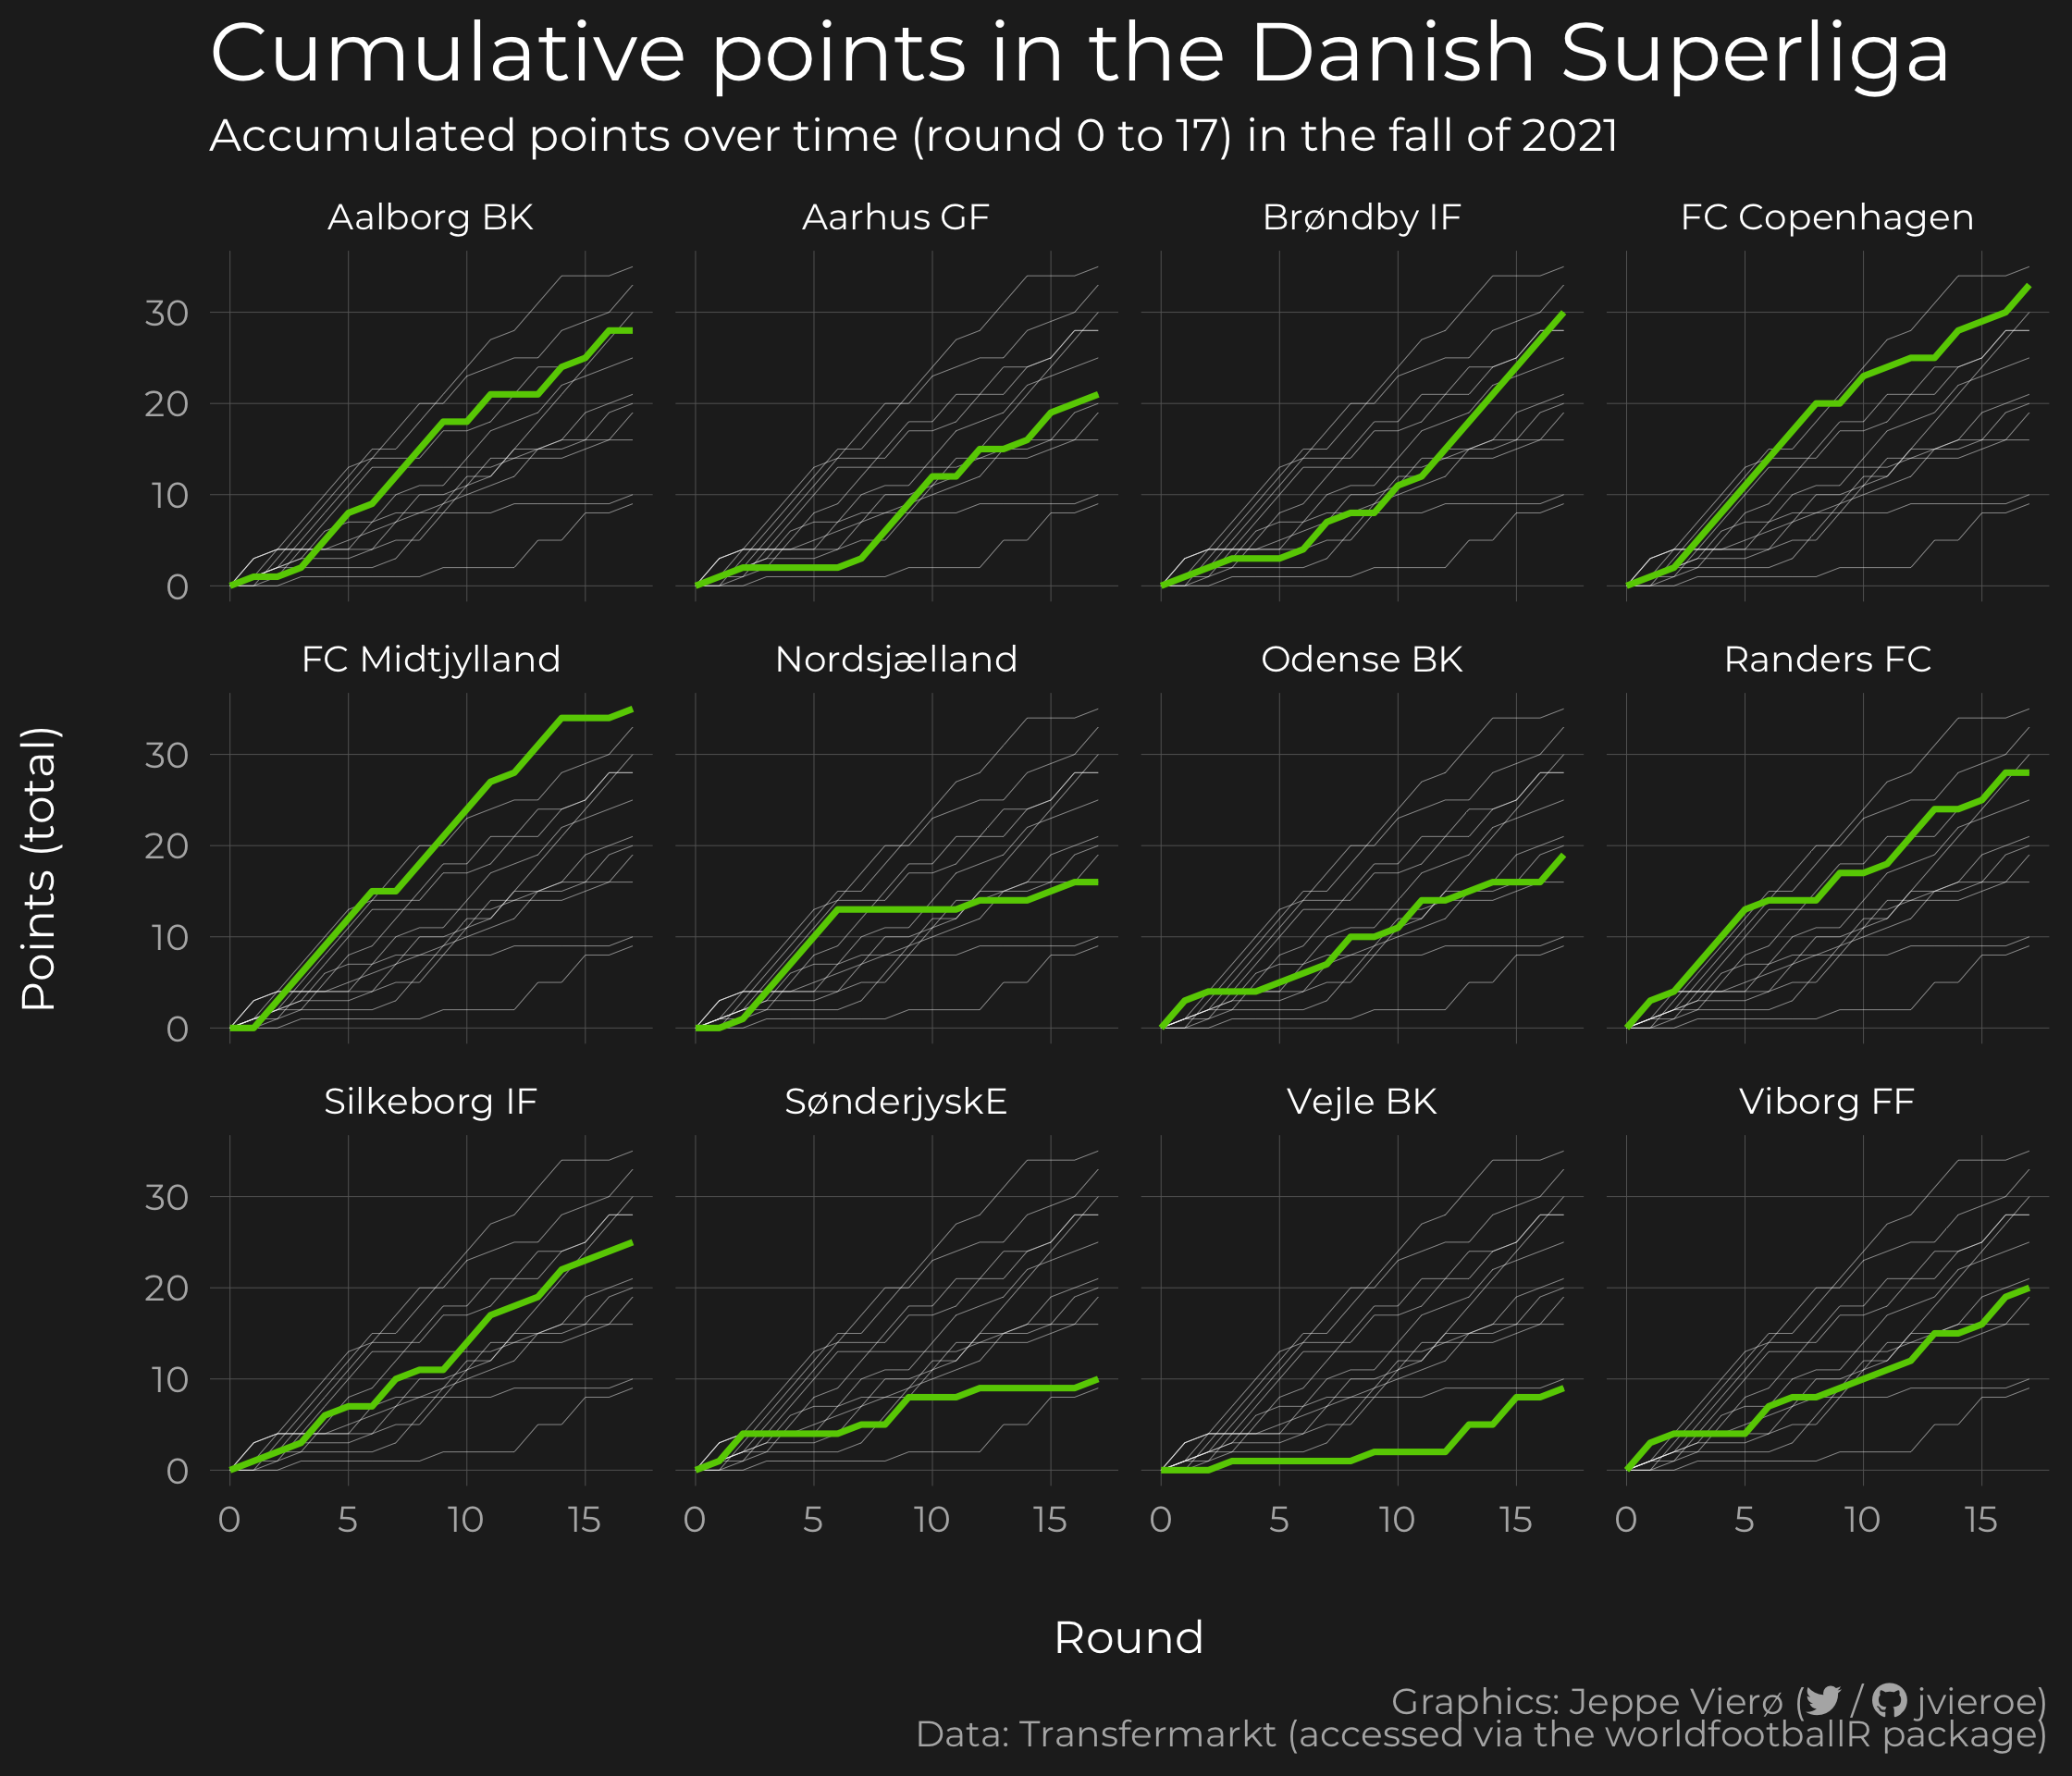 Cumulative points in the Danish Superliga
Accumulated points over time (round 0 to 17) in the fall of 2021
Aalborg BK
Aarhus GF
Brøndby IF
FC Copenhagen
30
20
10
0
FC Midtjylland
Nordsjælland
Odense BK
Randers FC
Points (total)
30
20
10
0
Silkeborg IF
SønderjyskE
Vejle BK
Viborg FF
30
20
10
0
0 5 10 15
0 5 10 15
0 5 10 15
0 5 10 15
Round
Graphics: Jeppe Vierø ( / jvieroe)
Data: Transfermarkt (accessed via the worldfootballR package)